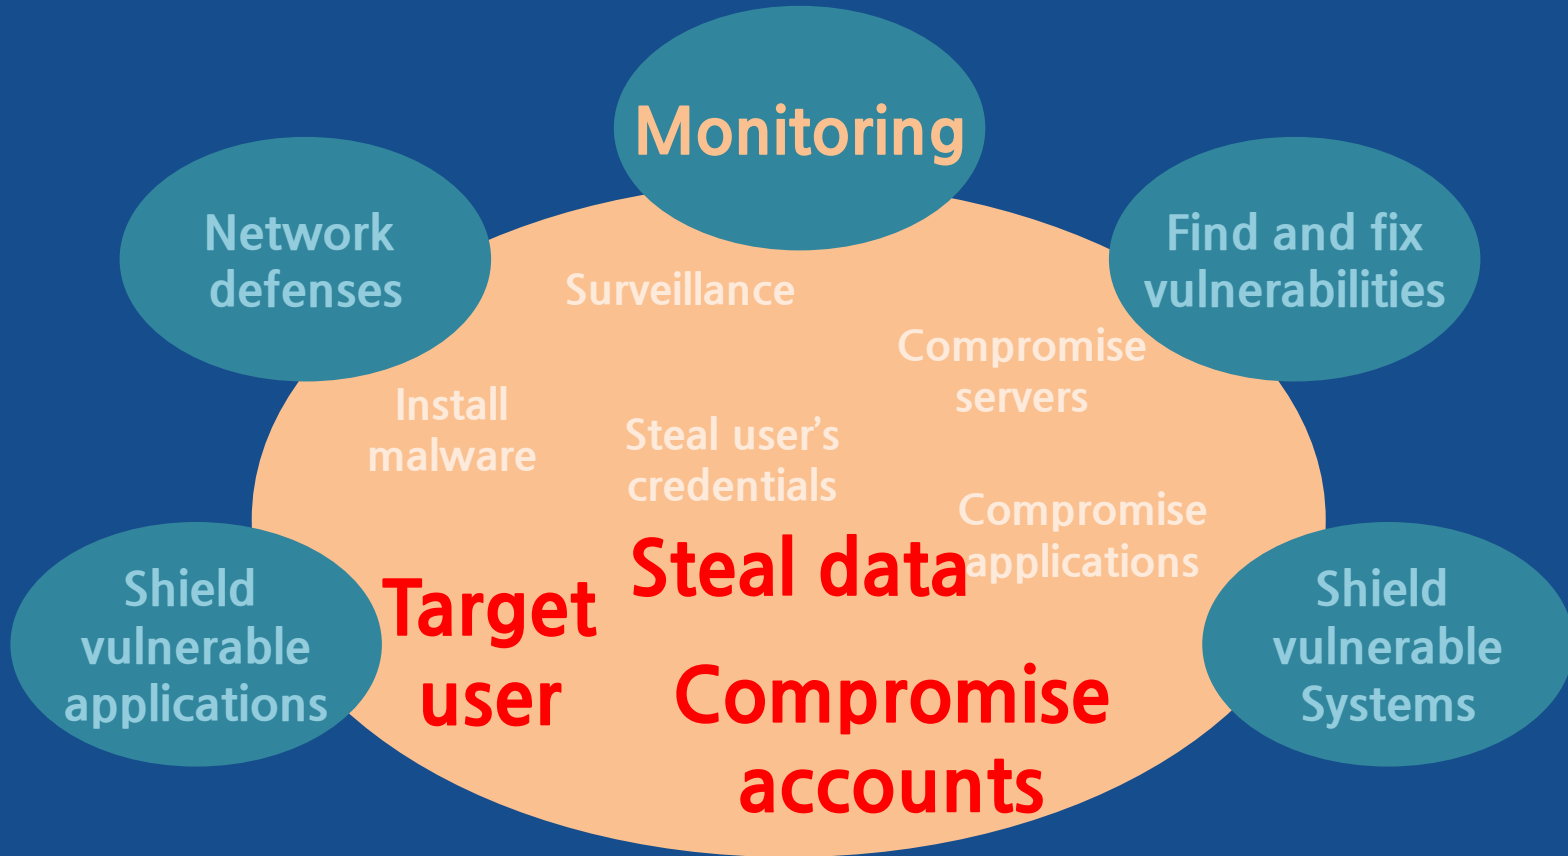 Monitoring
Network
defenses
Find and fix
vulnerabilities
Surveillance
Compromise
servers
Install
malware
Steal user’s
credentials
Compromise
applications
Steal data
Target
user
Compromise
accounts
Shield
vulnerable
applications
Shield
vulnerable
Systems